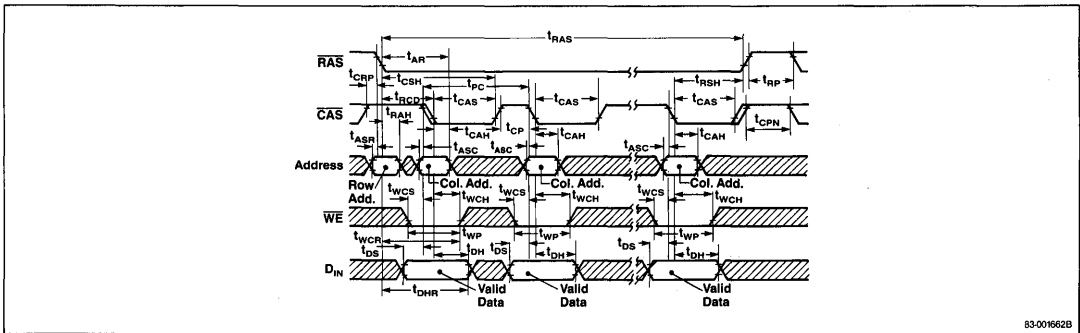 tRAS
tAR
RAS
tCRP
tCSH
tPC
tRSH
tRP
tRCD
tCAS
tCAS
tCAS
CAS
tRAH
tCAH
tCP
tCAH
tCAH
tCPN
tASR
tASC
tASC
tASC
Address
Row Add.
Col. Add.
Col. Add.
Col. Add.
tWCS
tWCH
tWCS
tWCH
tWCS
tWCH
WE
tWP
tWP
tWP
tWCR
tDS
tDH
tDS
tDH
tDS
tDH
DIN
Valid Data
Valid Data
Valid Data
tDHR
83-001662B